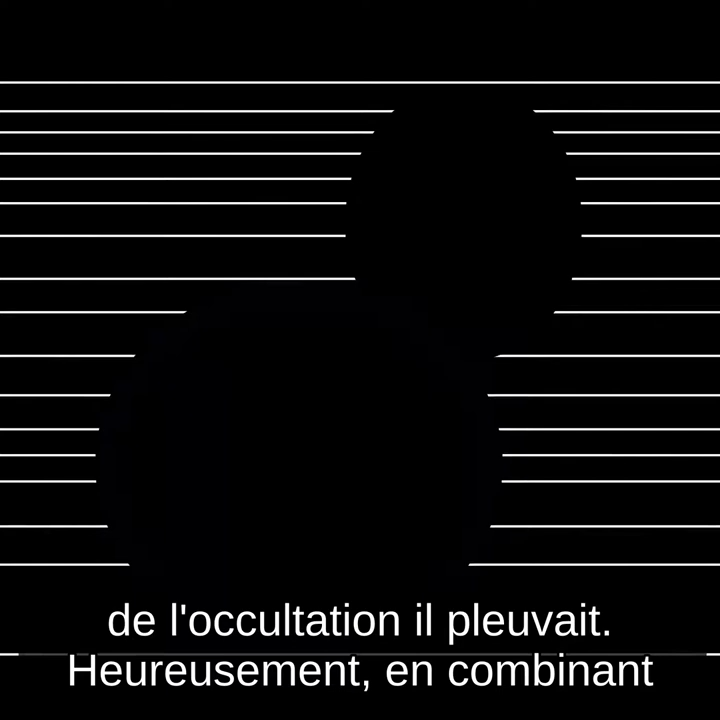 de l'occultation il pleuvait.
Heureusement, en combinant